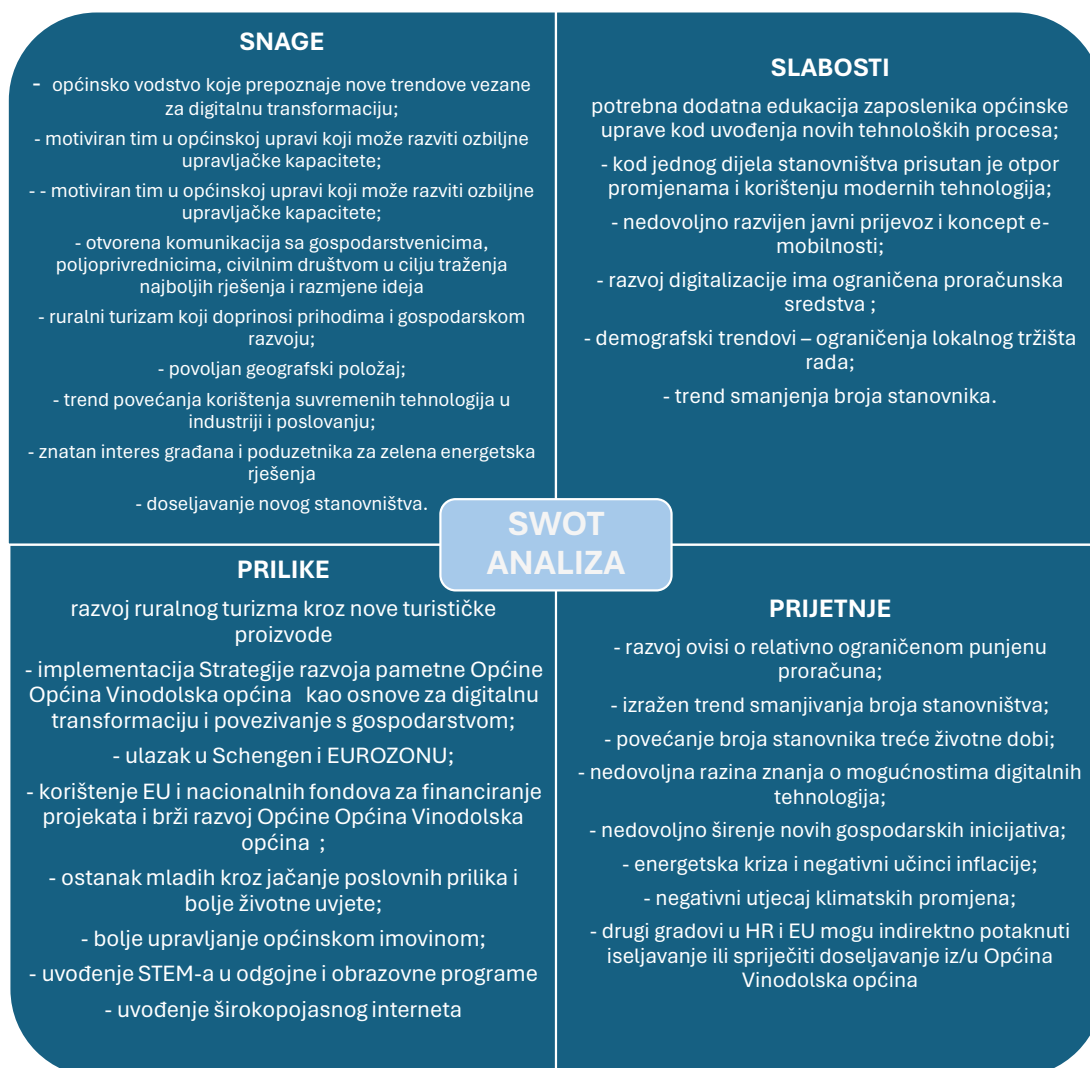 SNAGE
- općinsko vodstvo koje prepoznaje nove trendove vezane
za digitalnu transformaciju;
- motiviran tim u općinskoj upravi koji može razviti ozbiljne
upravljačke kapacitete;
- - motiviran tim u općinskoj upravi koji može razviti ozbiljne
upravljačke kapacitete;
- otvorena komunikacija sa gospodarstvenicima,
poljoprivrednicima, civilnim društvom u cilju traženja
najboljih rješenja i razmjene ideja
- ruralni turizam koji doprinosi prihodima i gospodarskom
razvoju;
- povoljan geografski položaj;
- trend povećanja korištenja suvremenih tehnologija u
industriji i poslovanju;
- znatan interes građana i poduzetnika za zelena energetska
rješenja
- doseljavanje novog stanovništva.
SLABOSTI
potrebna dodatna edukacija zaposlenika općinske
uprave kod uvođenja novih tehnoloških procesa;
- kod jednog dijela stanovništva prisutan je otpor
promjenama i korištenju modernih tehnologija;
- nedovoljno razvijen javni prijevoz i koncept e-
mobilnosti;
- razvoj digitalizacije ima ograničena proračunska
sredstva ;
- demografski trendovi – ograničenja lokalnog tržišta
rada;
- trend smanjenja broja stanovnika.
SWOT
ANALIZA
PRILIKE
razvoj ruralnog turizma kroz nove turističke
proizvode
- implementacija Strategije razvoja pametne Općine
Općina Vinodolska općina kao osnove za digitalnu
transformaciju i povezivanje s gospodarstvom;
- ulazak u Schengen i EUROZONU;
- korištenje EU i nacionalnih fondova za financiranje
projekata i brži razvoj Općine Općina Vinodolska
općina ;
- ostanak mladih kroz jačanje poslovnih prilika i
bolje životne uvjete;
- bolje upravljanje općinskom imovinom;
- uvođenje STEM-a u odgojne i obrazovne programe
- uvođenje širokopojasnog interneta
PRIJETNJE
- razvoj ovisi o relativno ograničenom punjenu
proračuna;
- izražen trend smanjivanja broja stanovništva;
- povećanje broja stanovnika treće životne dobi;
- nedovoljna razina znanja o mogućnostima digitalnih
tehnologija;
- nedovoljno širenje novih gospodarskih inicijativa;
- energetska kriza i negativni učinci inflacije;
- negativni utjecaj klimatskih promjena;
- drugi gradovi u HR i EU mogu indirektno potaknuti
iseljavanje ili spriječiti doseljavanje iz/u Općina
Vinodolska općina